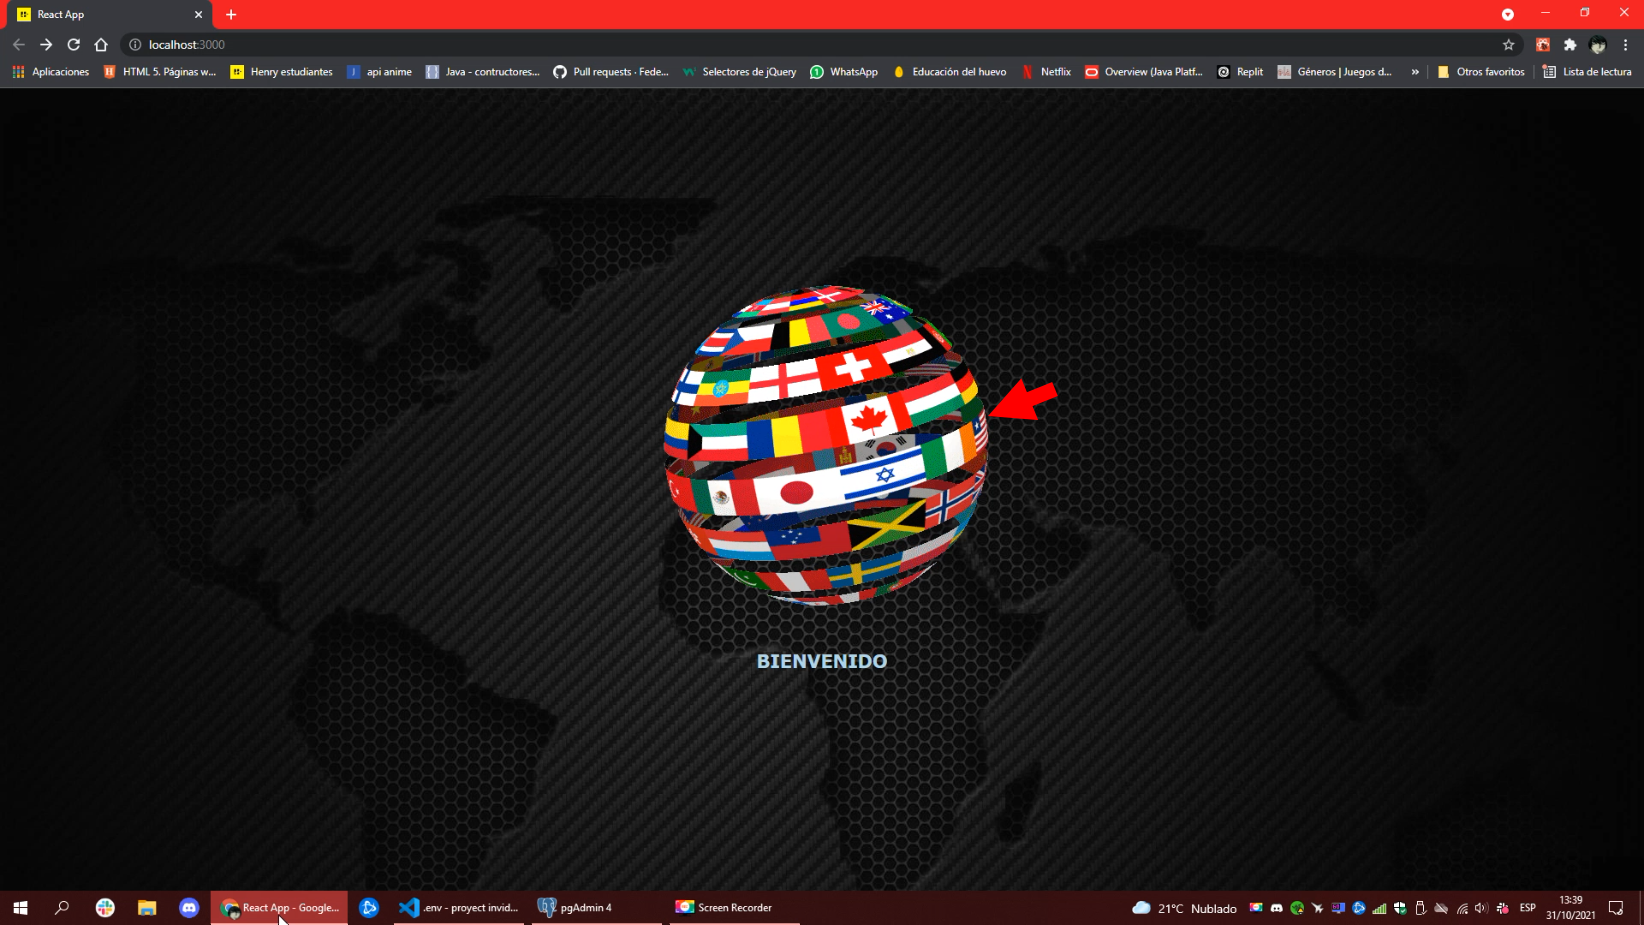 React App
localhost:3000
Aplicaciones
HTML 5. Páginas w...
Henry estudiantes
api anime
Java - contructores...
Pull requests · Fede...
Selectores de jQuery
WhatsApp
Educación del huevo
Netflix
Overview (Java Platf...
Replit
Géneros | Juegos d...
»
Otros favoritos
Lista de lectura
BIENVENIDO
React App - Google...
.env - proyect invid...
pgAdmin 4
Screen Recorder
21°C Nublado
ESP
13:39
31/10/2021